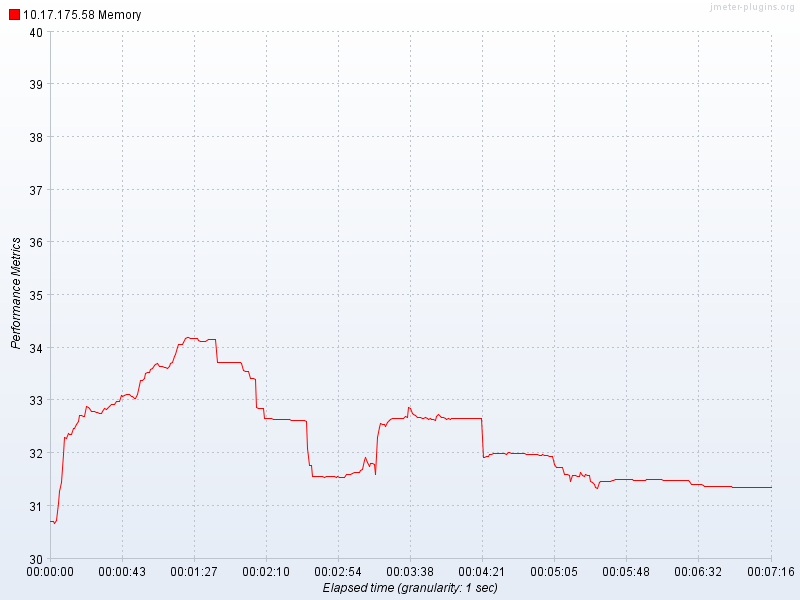 10.17.175.58 Memory
jmeter-plugins.org
40
39
38
37
36
35
34
33
32
31
30
Performance Metrics
00:00:00 00:00:43 00:01:27 00:02:10 00:02:54 00:03:38 00:04:21 00:05:05 00:05:48 00:06:32 00:07:16
Elapsed time (granularity: 1 sec)